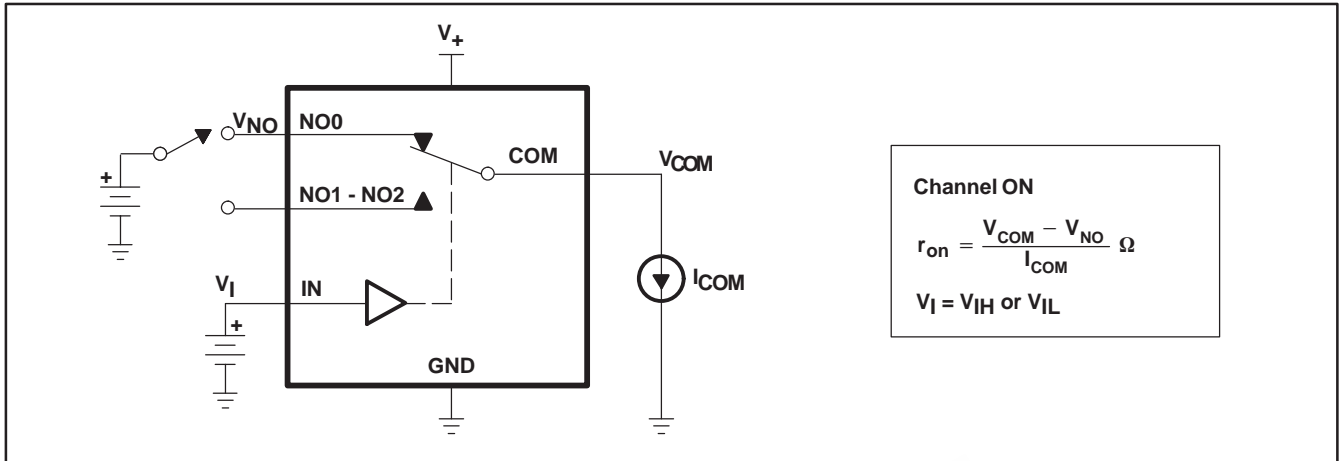 V+
VNO
NO0
COM
VCOM
+
NO1 - NO2
ICOM
VI
IN
+
GND
Channel ON
ron = VCOM − VNO / ICOM Ω
VI = VIH or VIL